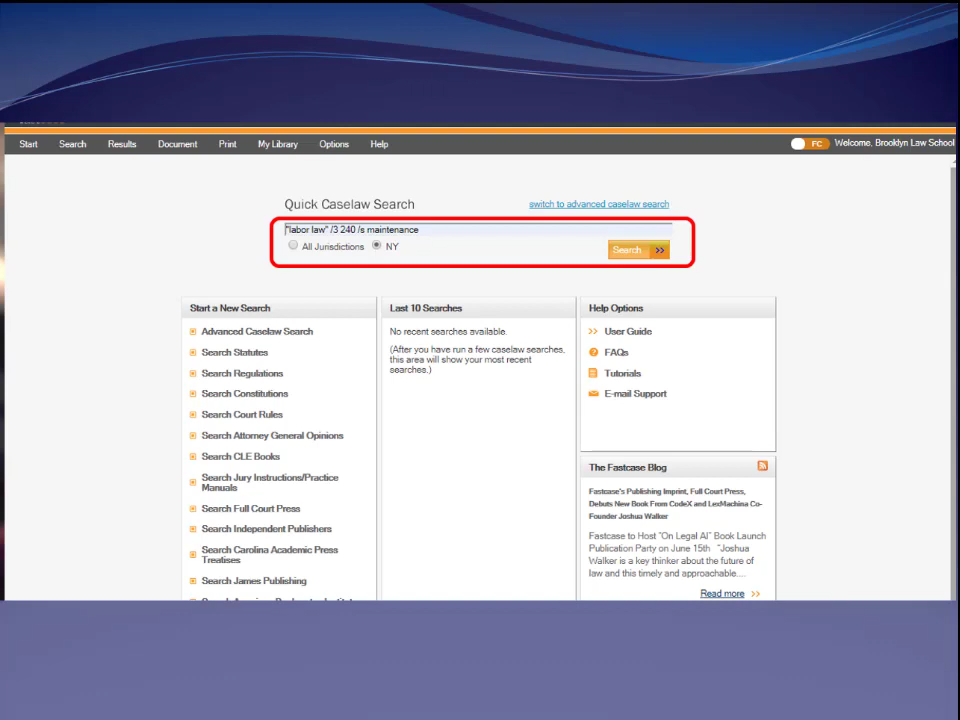 Start Search Results Document Print My Library Options Help FC Welcome, Brooklyn Law School
Quick Caselaw Search switch to advanced caselaw search
"labor law" /3 240 /s maintenance
All Jurisdictions NY Search >>
Start a New Search
Advanced Caselaw Search
Search Statutes
Search Regulations
Search Constitutions
Search Court Rules
Search Attorney General Opinions
Search CLE Books
Search Jury Instructions/Practice
Manuals
Search Full Court Press
Search Independent Publishers
Search Carolina Academic Press
Treatises
Search James Publishing
Last 10 Searches
No recent searches available.
(After you have run a few caselaw searches,
this area will show your most recent
searches.)
Help Options
>> User Guide
FAQs
Tutorials
E-mail Support
The Fastcase Blog
Fastcase's Publishing Imprint, Full Court Press,
Debuts New Book From CodeX and LexMachina Co-
Founder Joshua Walker
Fastcase to Host "On Legal AI" Book Launch
Publication Party on June 15th "Joshua
Walker is a key thinker about the future of
law and this timely and approachable....
Read more >>